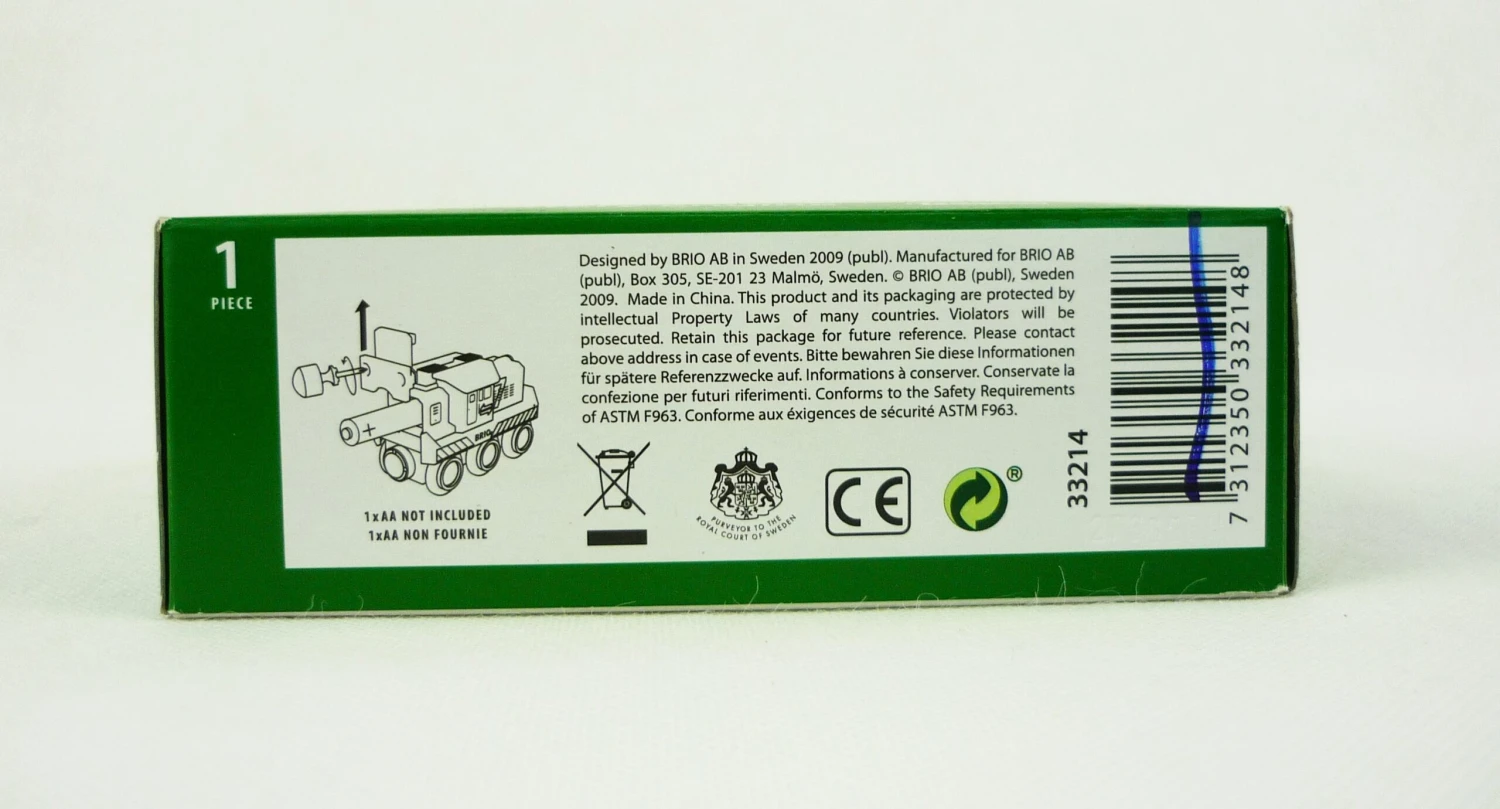 1
PIECE
+
BRIO
1xAA NOT INCLUDED
1xAA NON FOURNIE
Designed by BRIO AB in Sweden 2009 (publ). Manufactured for BRIO AB
(publ), Box 305, SE-201 23 Malmö, Sweden. © BRIO AB (publ), Sweden
2009. Made in China. This product and its packaging are protected by
intellectual Property Laws of many countries. Violators will be
prosecuted. Retain this package for future reference. Please contact
above address in case of events. Bitte bewahren Sie diese Informationen
für spätere Referenzzwecke auf. Informations à conserver. Conservate la
confezione per futuri riferimenti. Conforms to the Safety Requirements
of ASTM F963. Conforme aux éxigences de sécurité ASTM F963.
PURVEYOR TO THE
ROYAL COURT OF SWEDEN
CE
®
33214
7 312350 332148